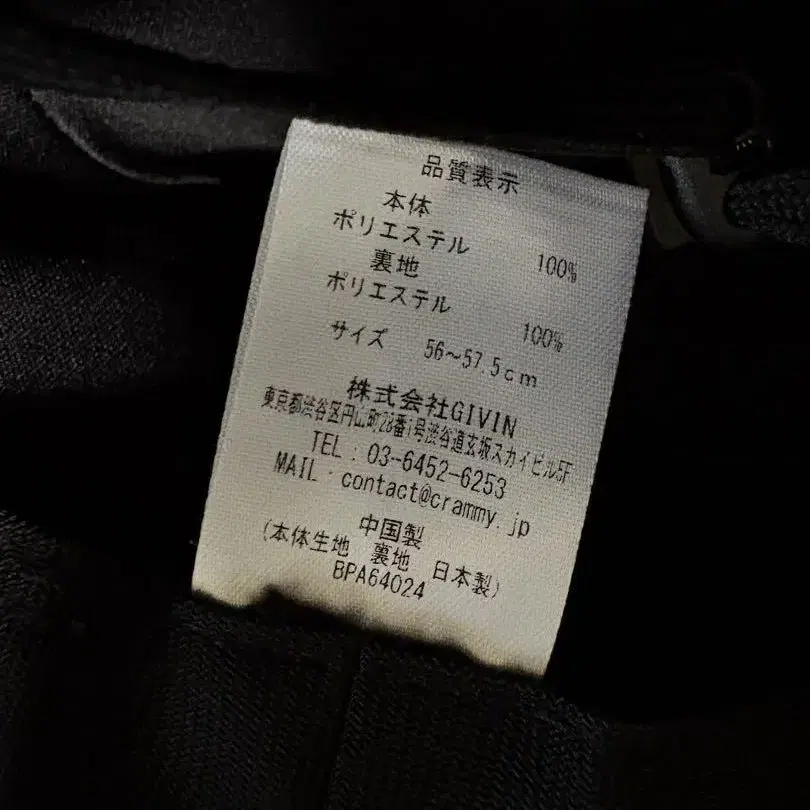 品質表示
本体
ポリエステル 100%
裏地
ポリエステル 100%
サイズ 56～57.5cm
株式会社GIVIN
東京都渋谷区円山町28番1号渋谷道玄坂スカイビル5F
TEL : 03-6452-6253
MAIL : contact@crammy.jp
中国製
(本体生地 裏地 日本製)
BPA64024